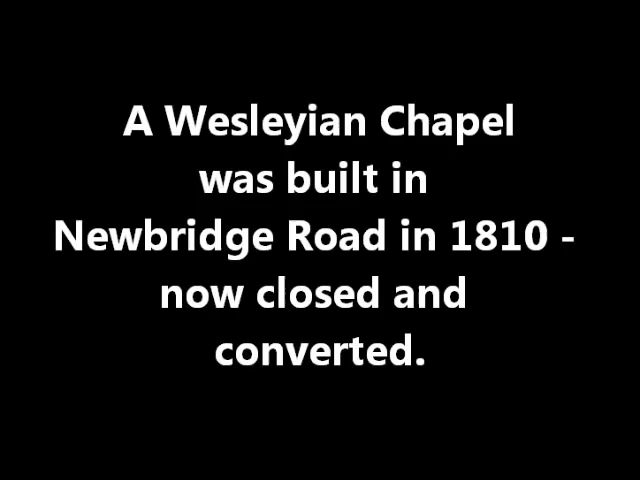 A Wesleyian Chapel
was built in
Newbridge Road in 1810 -
now closed and
converted.